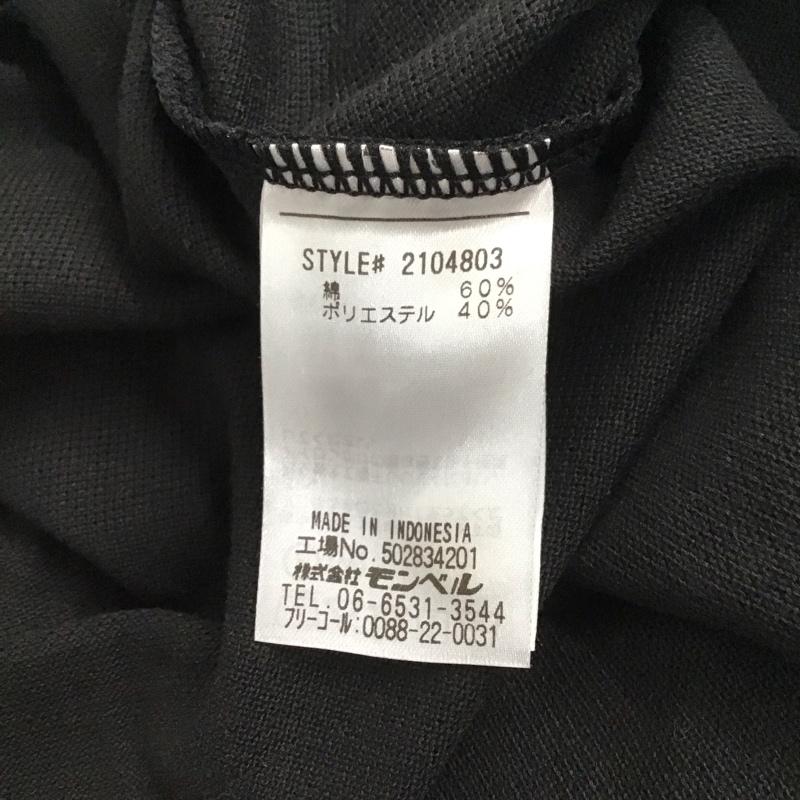 STYLE# 2104803
綿 60%
ポリエステル 40%
MADE IN INDONESIA
工場No.502834201
株式会社 モンベル
TEL.06-6531-3544
フリーコール:0088-22-0031